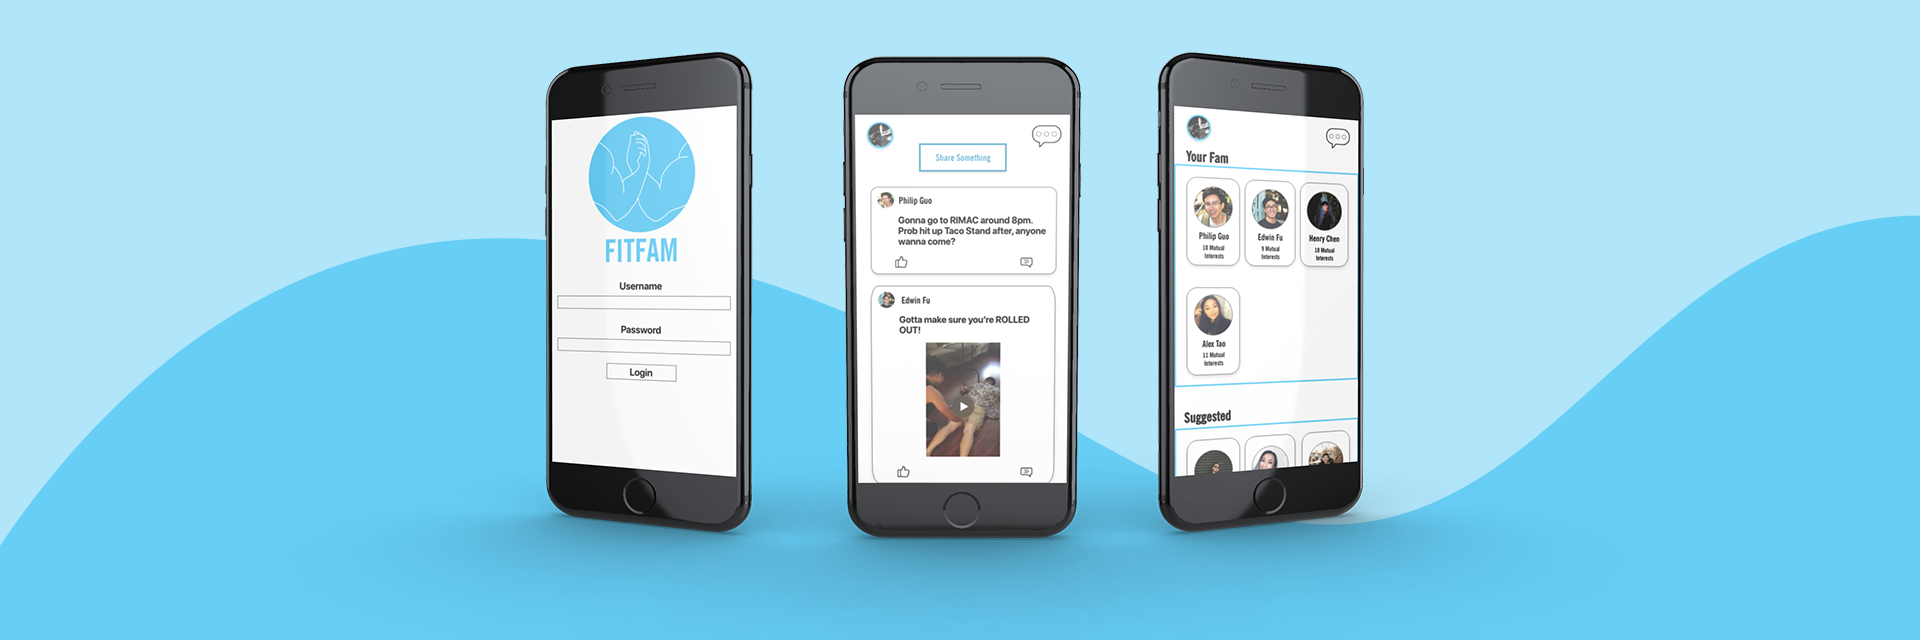 FITFAM
Username
Password
Login
Share Something
Philip Guo
Gonna go to RIMAC around 8pm.
Prob hit up Taco Stand after, anyone
wanna come?
Edwin Fu
Gotta make sure you're ROLLED
OUT!
Your Fam
Philip Guo
10 Mutual
Interests
Edwin Fu
9 Mutual
Interests
Henry Chen
10 Mutual
Interests
Alex Tao
11 Mutual
Interests
Suggested